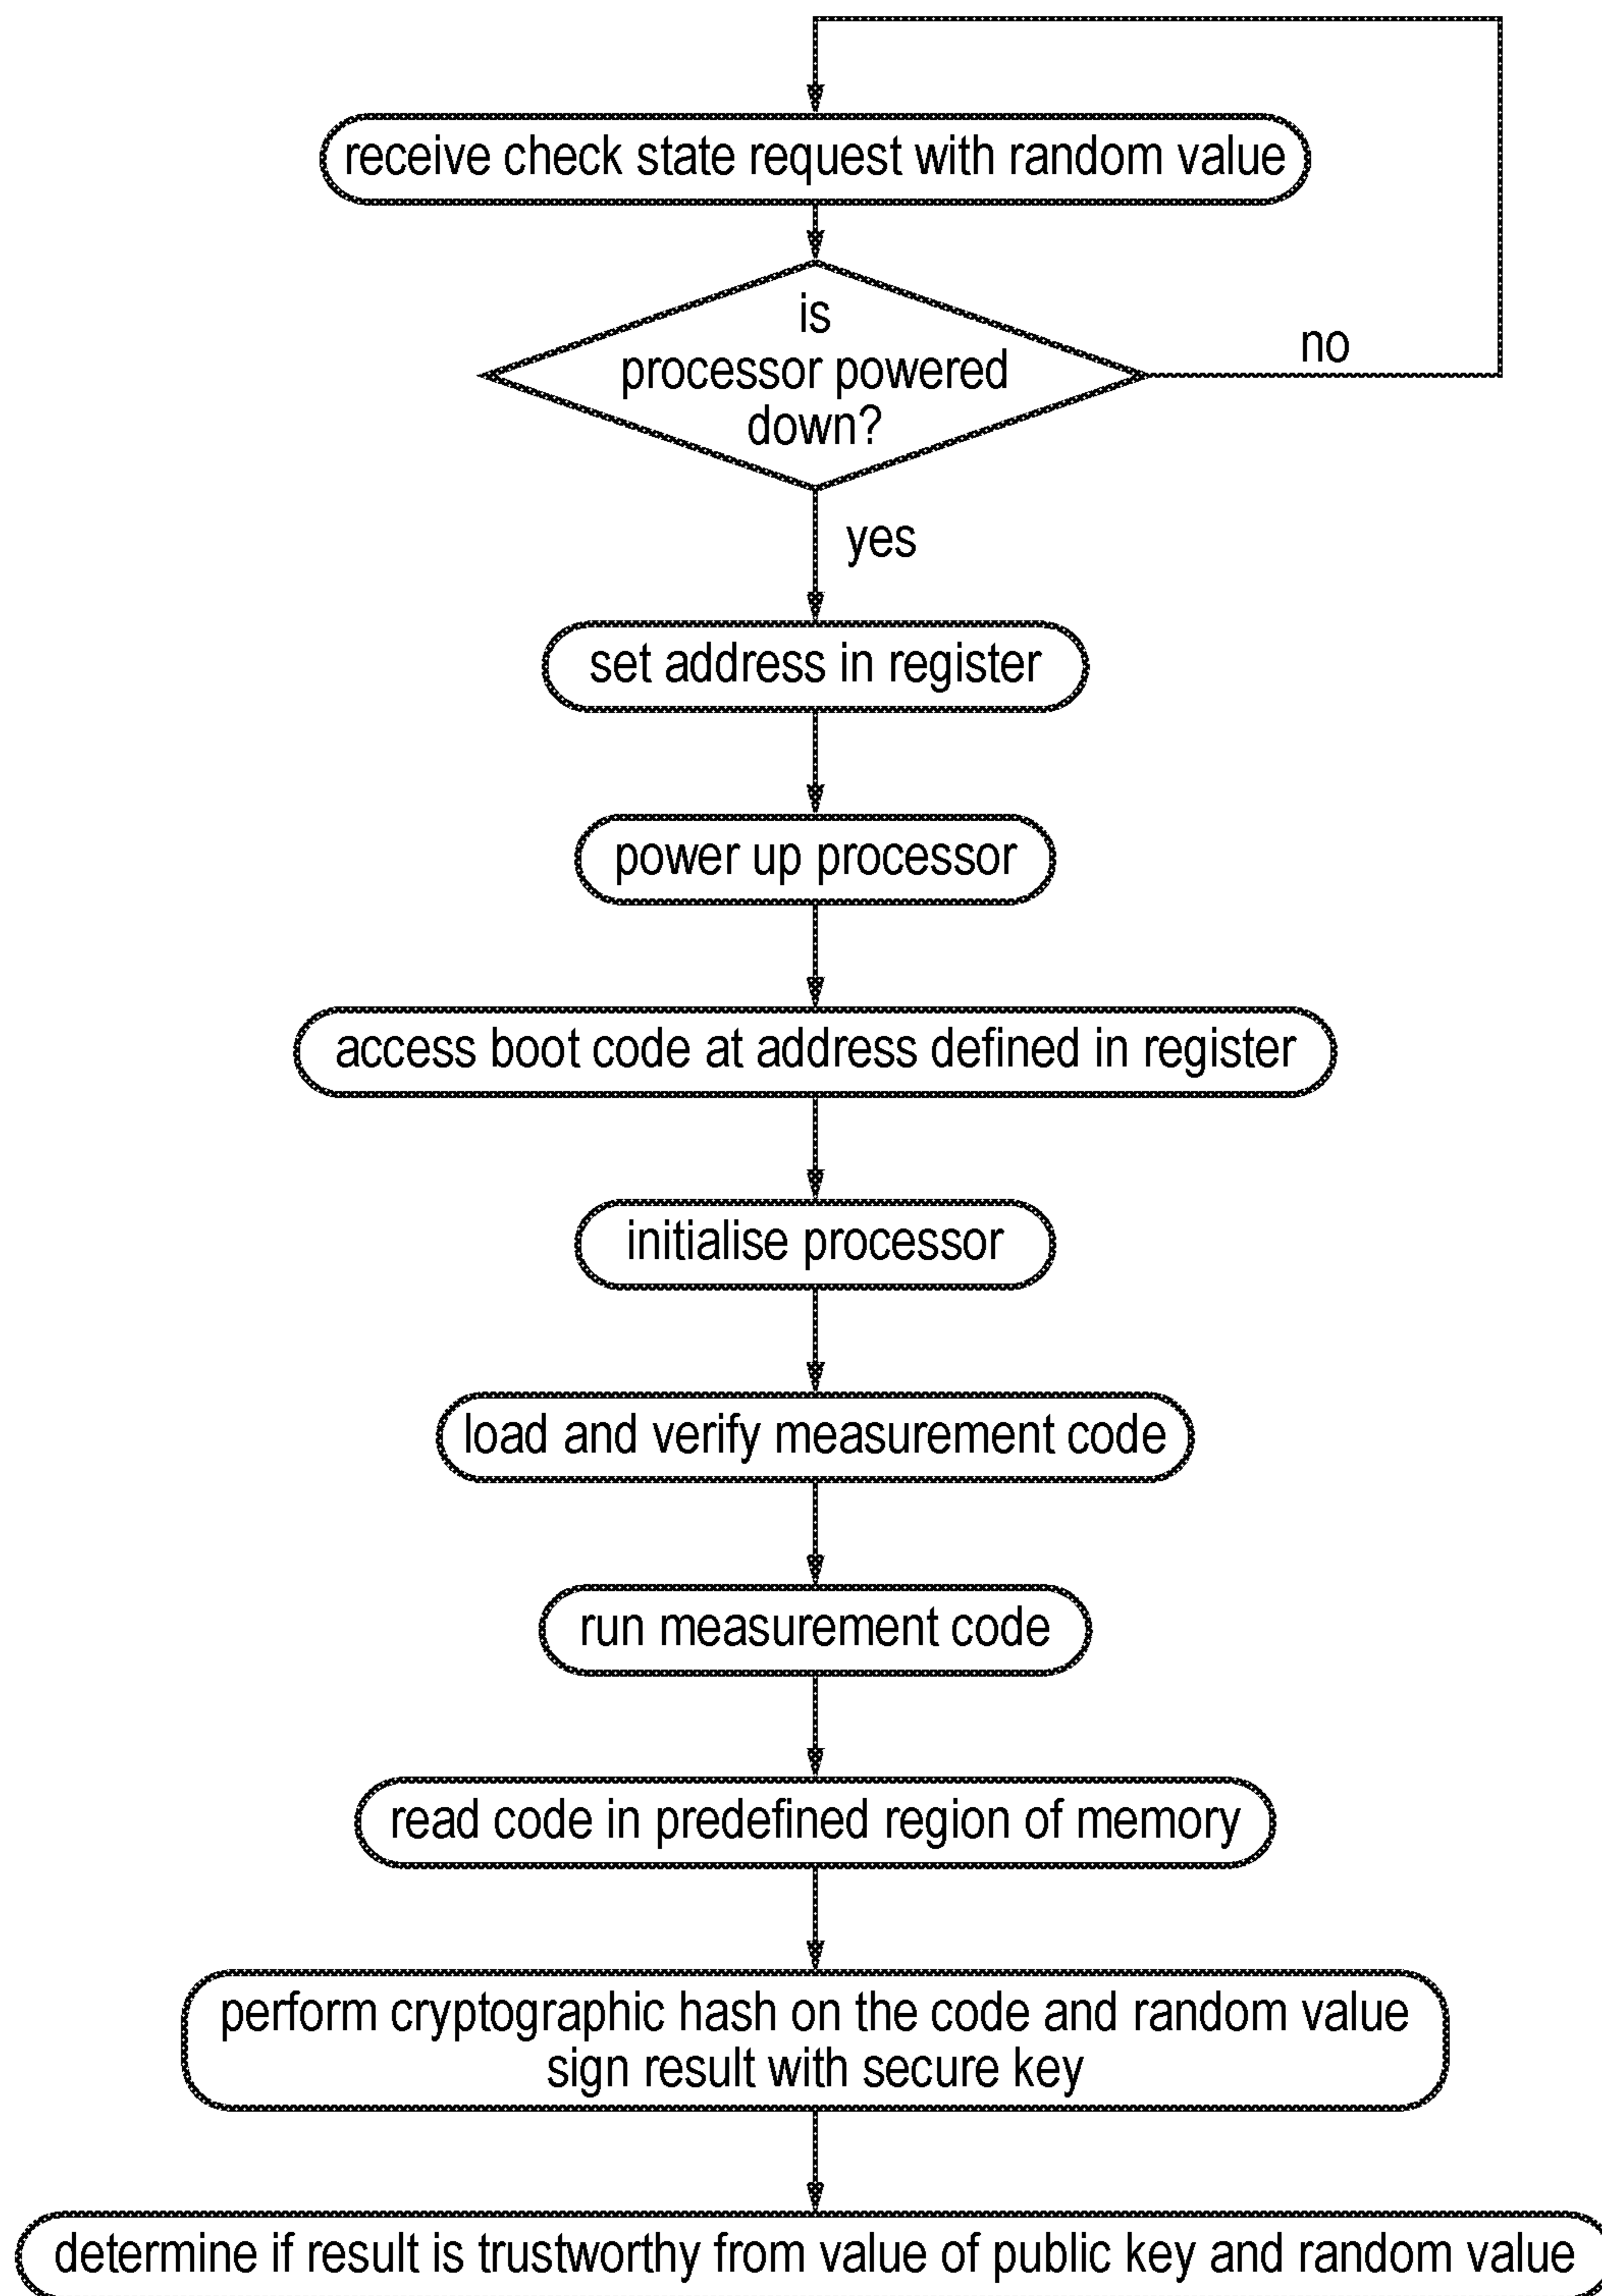 receive check state request with random value
is
processor powered
down?
no
yes
set address in register
power up processor
access boot code at address defined in register
initialise processor
load and verify measurement code
run measurement code
read code in predefined region of memory
perform cryptographic hash on the code and random value
sign result with secure key
determine if result is trustworthy from value of public key and random value